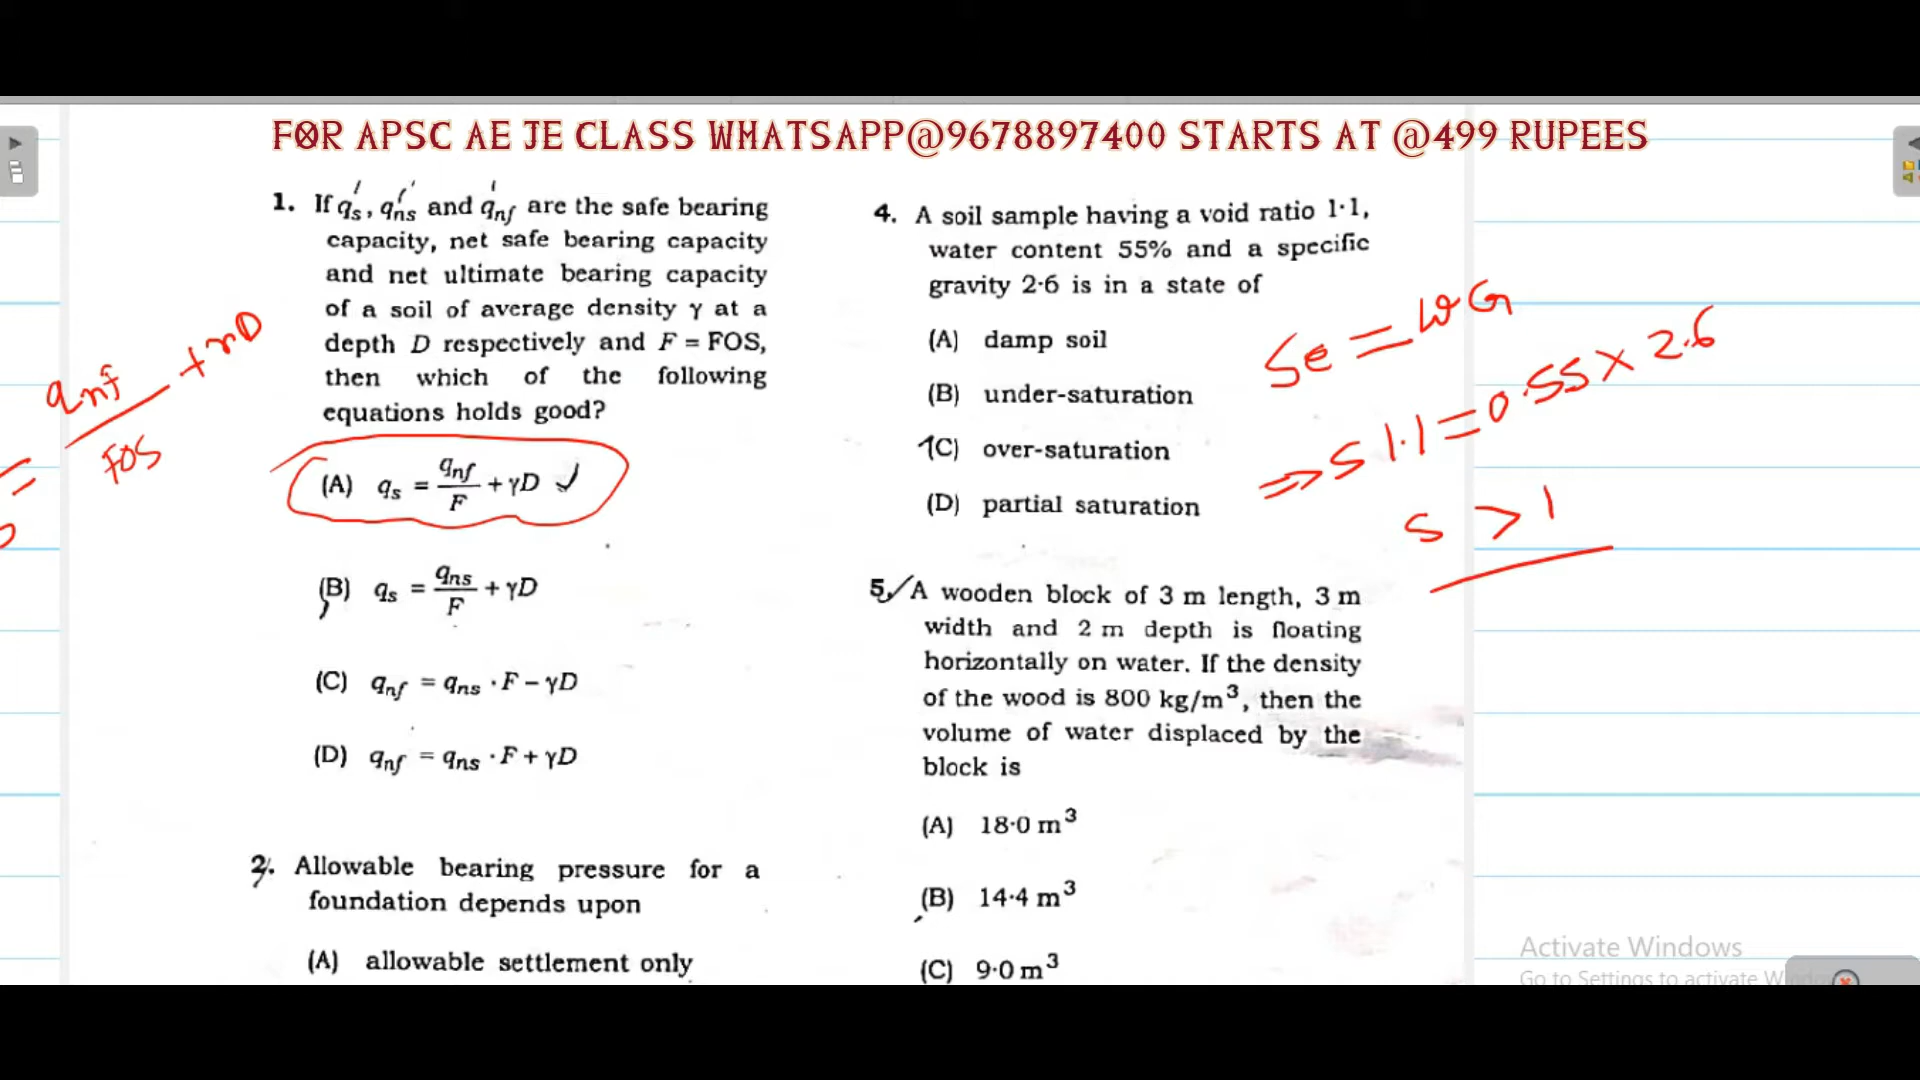 FOR APSC AE JE CLASS WHATSAPP@9678897400 STARTS AT @499 RUPEES
1. If q's, q'ns and q'nf are the safe bearing
capacity, net safe bearing capacity
and net ultimate bearing capacity
of a soil of average density γ at a
depth D respectively and F = FOS,
then which of the following
equations holds good?
(A) qs = qnf/F + γD
(B) qs = qns/F + γD
(C) qnf = qns · F − γD
(D) qnf = qns · F + γD
2. Allowable bearing pressure for a
foundation depends upon
(A) allowable settlement only
= qnf/FOS + γD
4. A soil sample having a void ratio 1·1,
water content 55% and a specific
gravity 2·6 is in a state of
(A) damp soil
(B) under-saturation
(C) over-saturation
(D) partial saturation
Se = wG
⇒ S 1.1 = 0.55 × 2.6
S > 1
5. A wooden block of 3 m length, 3 m
width and 2 m depth is floating
horizontally on water. If the density
of the wood is 800 kg/m³, then the
volume of water displaced by the
block is
(A) 18·0 m³
(B) 14·4 m³
(C) 9·0 m³
Activate Windows
Go to Settings to activate